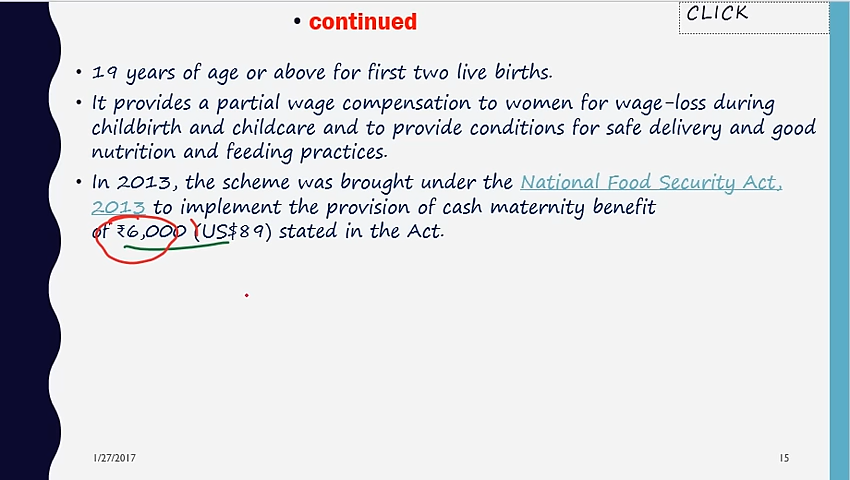 • continued
CLICK
• 19 years of age or above for first two live births.
• It provides a partial wage compensation to women for wage-loss during
childbirth and childcare and to provide conditions for safe delivery and good
nutrition and feeding practices.
• In 2013, the scheme was brought under the National Food Security Act,
2013 to implement the provision of cash maternity benefit
of ₹6,000 (US$89) stated in the Act.
1/27/2017
15